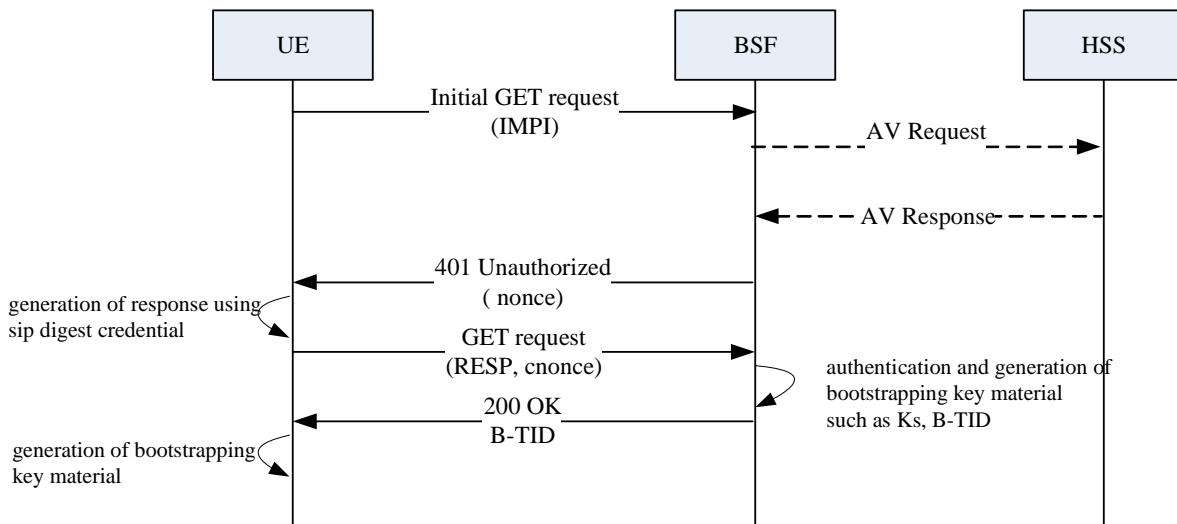 UE
BSF
HSS
Initial GET request
(IMPI)
AV Request
AV Response
401 Unauthorized
( nonce)
generation of response using
sip digest credential
GET request
(RESP, cnonce)
authentication and generation of
bootstrapping key material
such as Ks, B-TID
200 OK
B-TID
generation of bootstrapping
key material